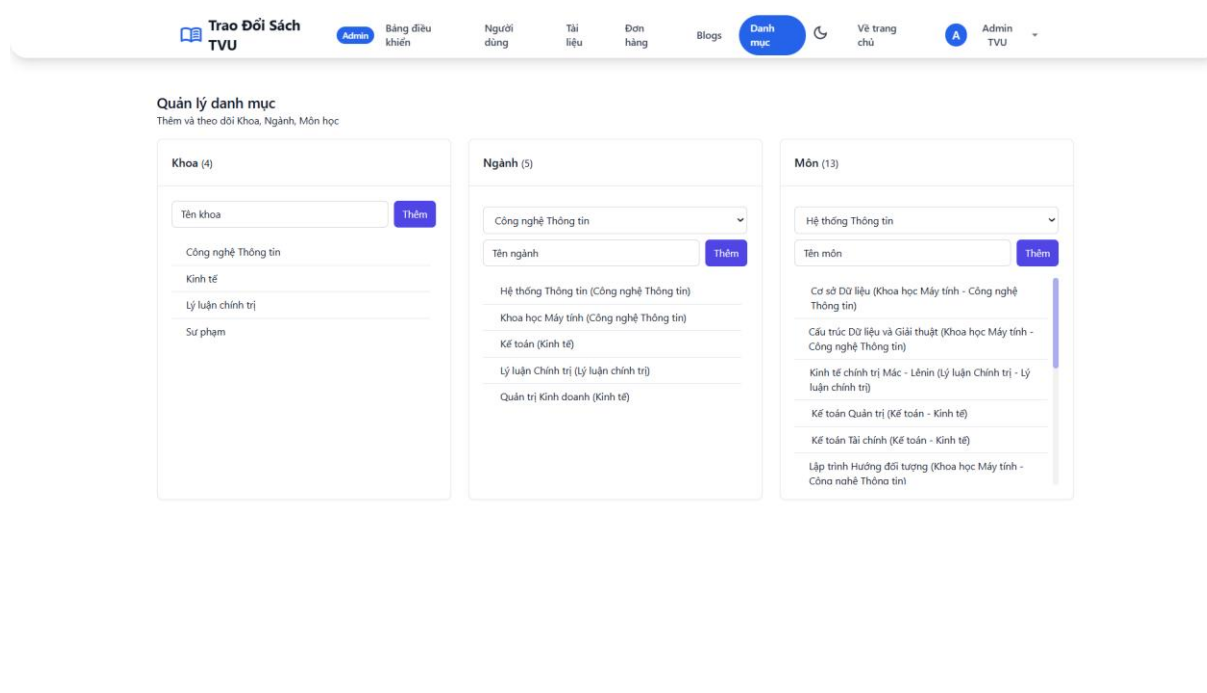 Trao Đổi Sách
TVU
Admin
Bảng điều
khiển
Người
dùng
Tài
liệu
Đơn
hàng
Blogs
Danh
mục
Về trang
chủ
A
Admin
TVU
Quản lý danh mục
Thêm và theo dõi Khoa, Ngành, Môn học
Khoa (4)
Tên khoa
Thêm
Công nghệ Thông tin
Kinh tế
Lý luận chính trị
Sư phạm
Ngành (5)
Công nghệ Thông tin
Tên ngành
Thêm
Hệ thống Thông tin (Công nghệ Thông tin)
Khoa học Máy tính (Công nghệ Thông tin)
Kế toán (Kinh tế)
Lý luận Chính trị (Lý luận chính trị)
Quản trị Kinh doanh (Kinh tế)
Môn (13)
Hệ thống Thông tin
Tên môn
Thêm
Cơ sở Dữ liệu (Khoa học Máy tính - Công nghệ
Thông tin)
Cấu trúc Dữ liệu và Giải thuật (Khoa học Máy tính -
Công nghệ Thông tin)
Kinh tế chính trị Mác - Lênin (Lý luận Chính trị - Lý
luận chính trị)
Kế toán Quản trị (Kế toán - Kinh tế)
Kế toán Tài chính (Kế toán - Kinh tế)
Lập trình Hướng đối tượng (Khoa học Máy tính -
Công nghệ Thông tin)